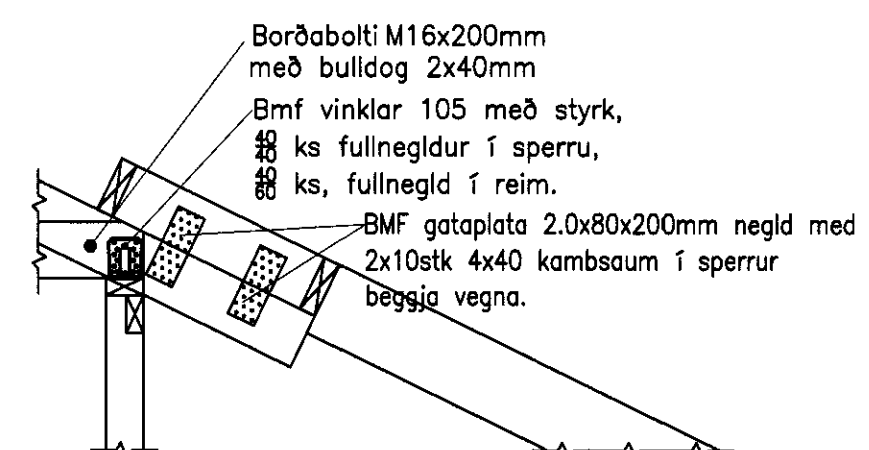 Borðabolti M16x200mm
með bulldog 2x40mm
Bmf vinklar 105 með styrk,
40/40 ks fullnegldur í sperru,
40/60 ks, fullnegld í reim.
BMF gataplata 2.0x80x200mm negld med
2x10stk 4x40 kambsaum í sperrur
beggja vegna.